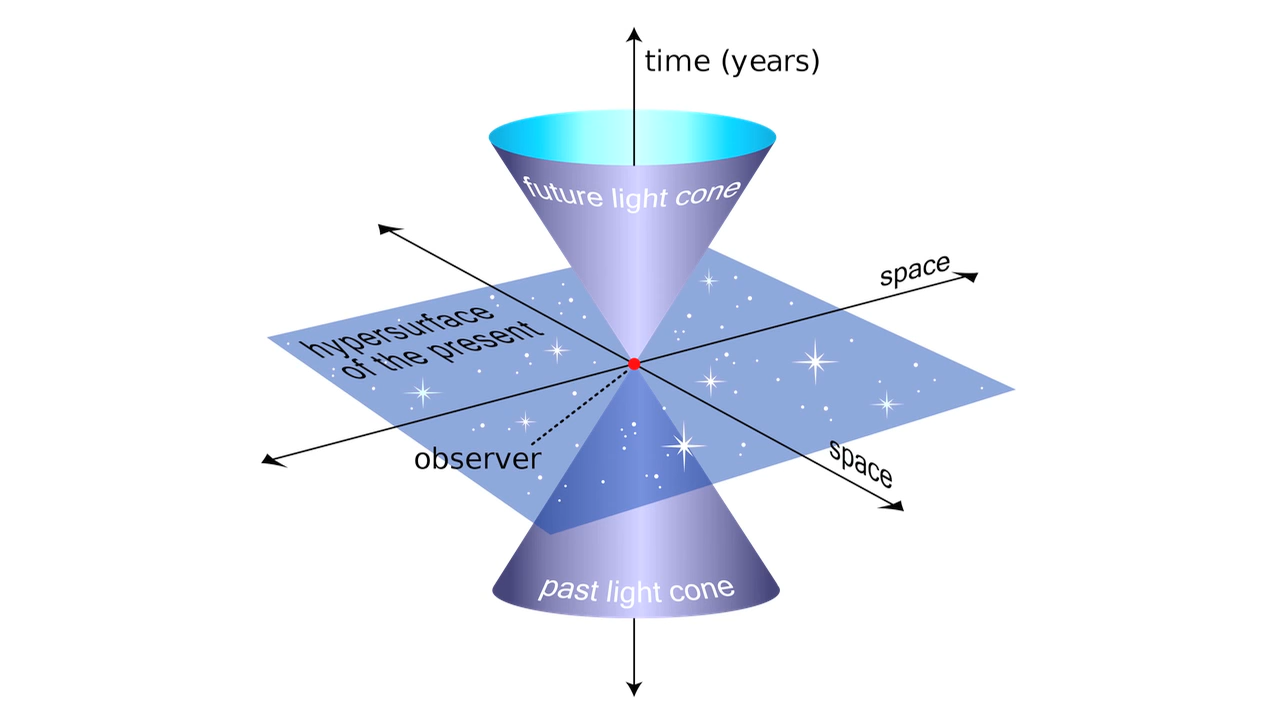 time (years)
future light cone
space
hypersurface
of the present
observer
space
past light cone